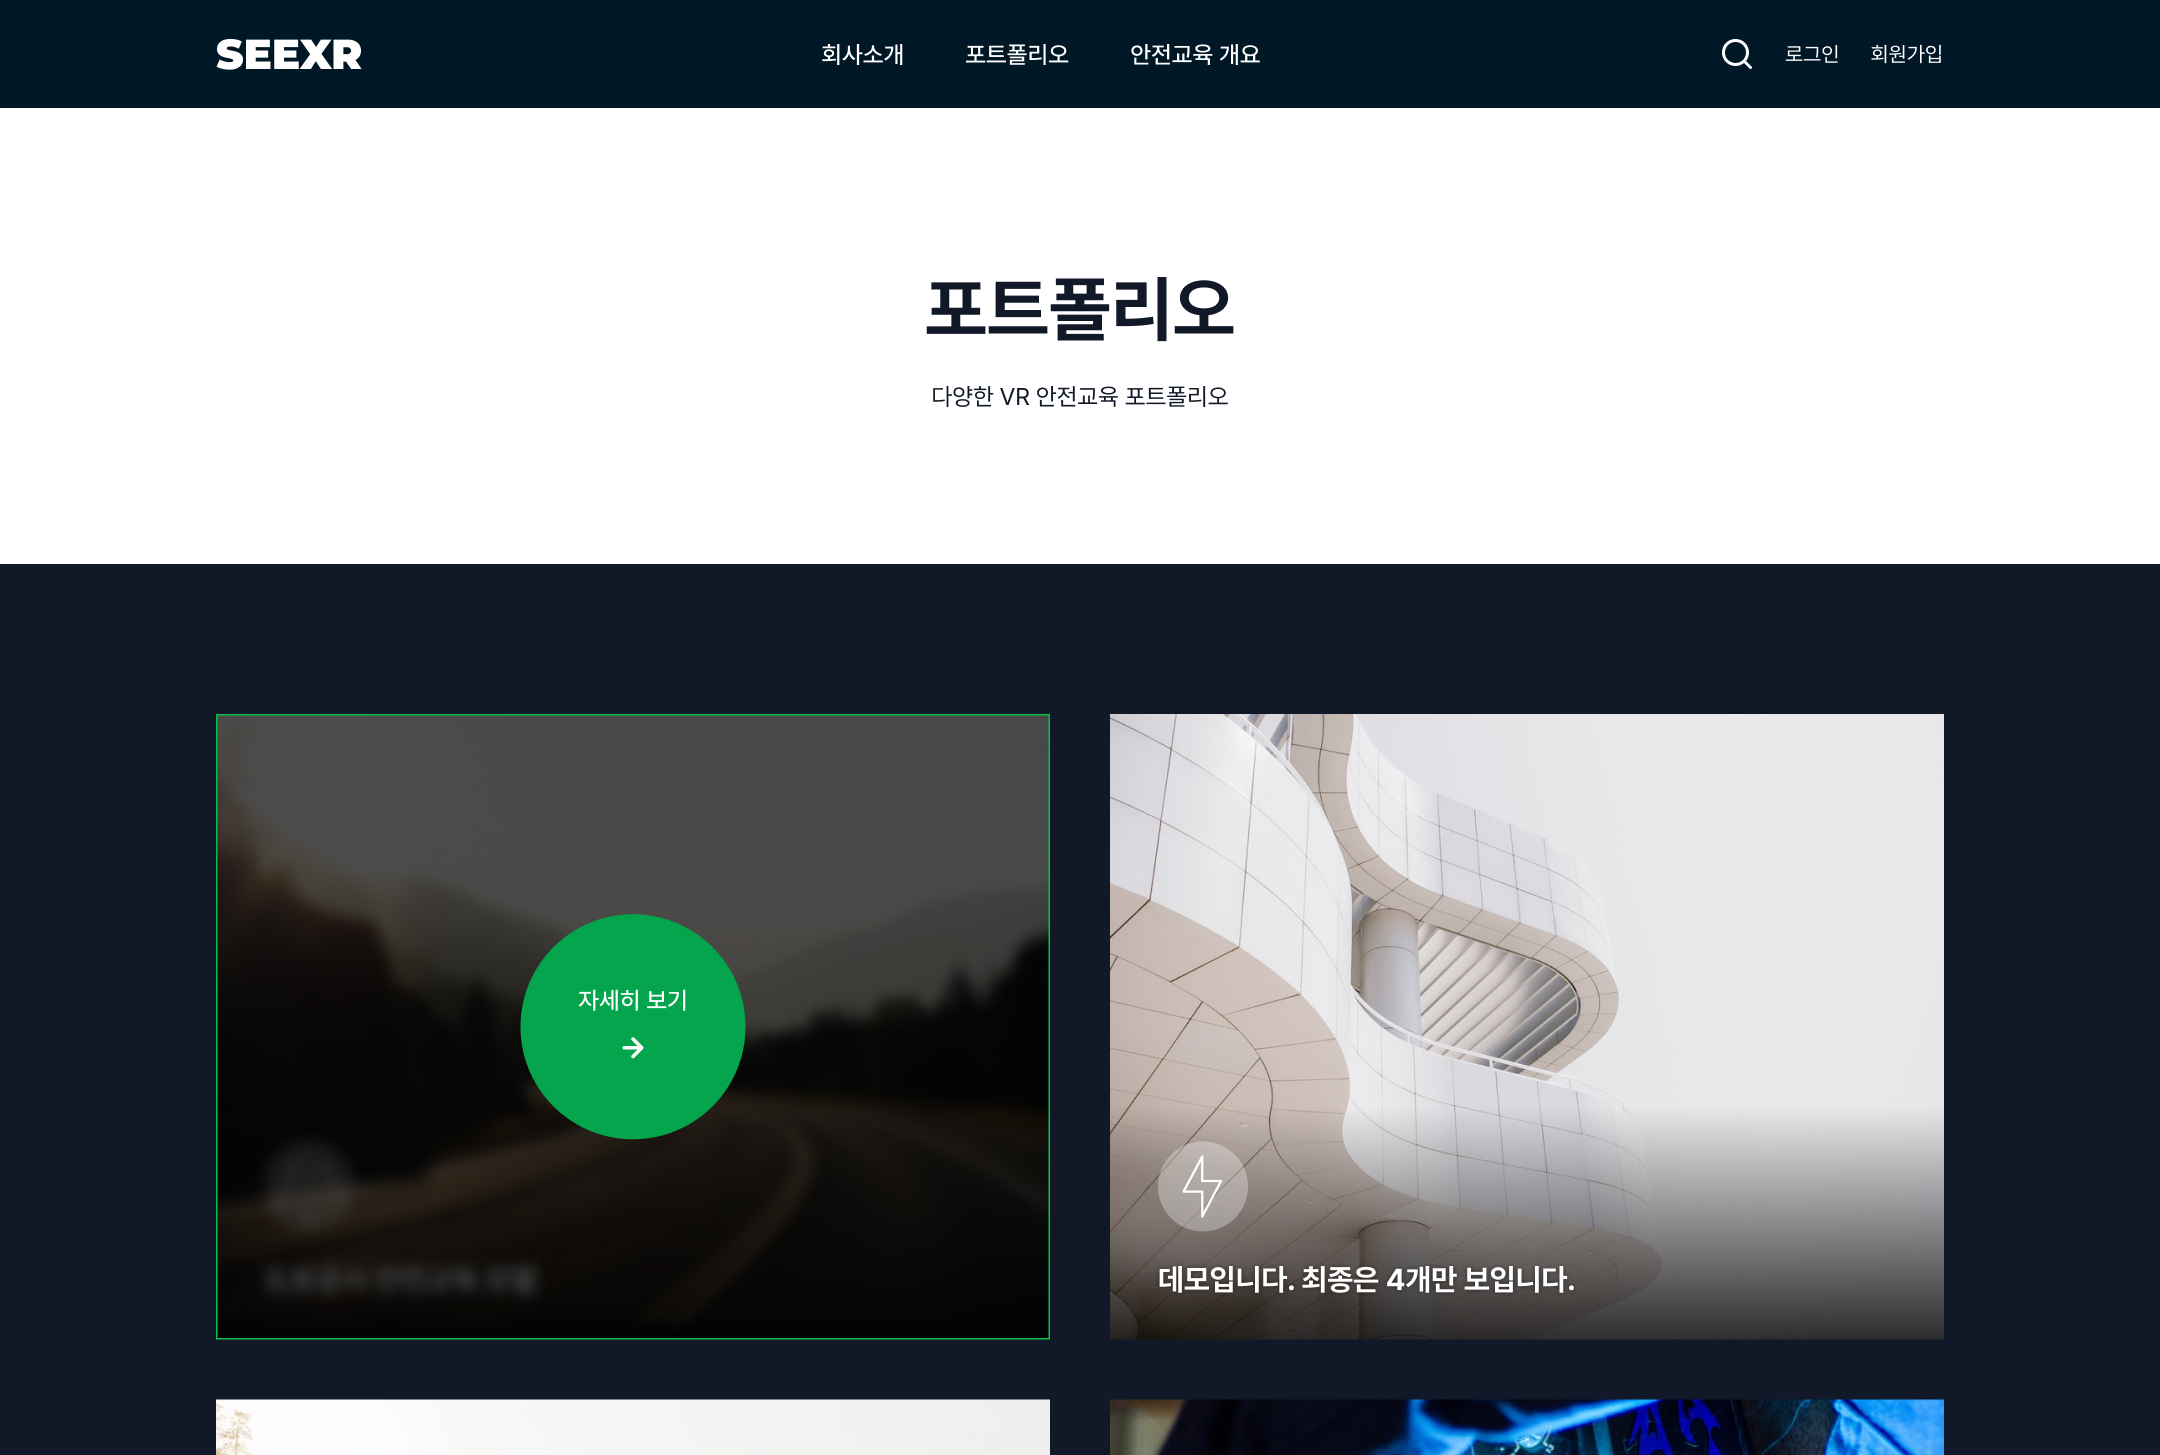 SEEXR
회사소개
포트폴리오
안전교육 개요
로그인
회원가입
포트폴리오
다양한 VR 안전교육 포트폴리오
자세히 보기
데모입니다. 최종은 4개만 보입니다.